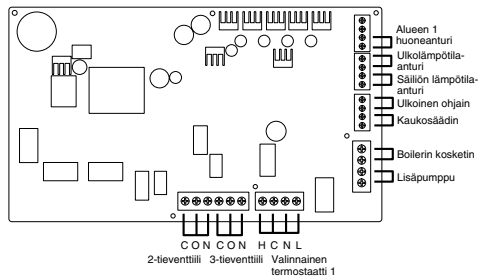 Alueen 1
huoneanturi
Ulkolämpötila-
anturi
Säiliön lämpötila-
anturi
Ulkoinen ohjain
Kaukosäädin
Boilerin kosketin
Lisäpumppu
C O N C O N H C N L
2-tieventtiili 3-tieventtiili Valinnainen
termostaatti 1